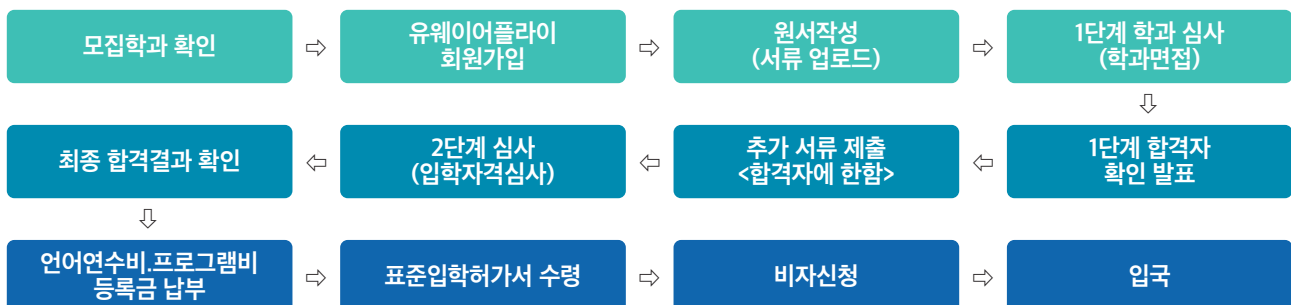 모집학과 확인
유웨이어플라이
회원가입
원서작성
(서류 업로드)
1단계 학과 심사
(학과면접)
1단계 합격자
확인 발표
추가 서류 제출
<합격자에 한함>
2단계 심사
(입학자격심사)
최종 합격결과 확인
언어연수비.프로그램비
등록금 납부
표준입학허가서 수령
비자신청
입국